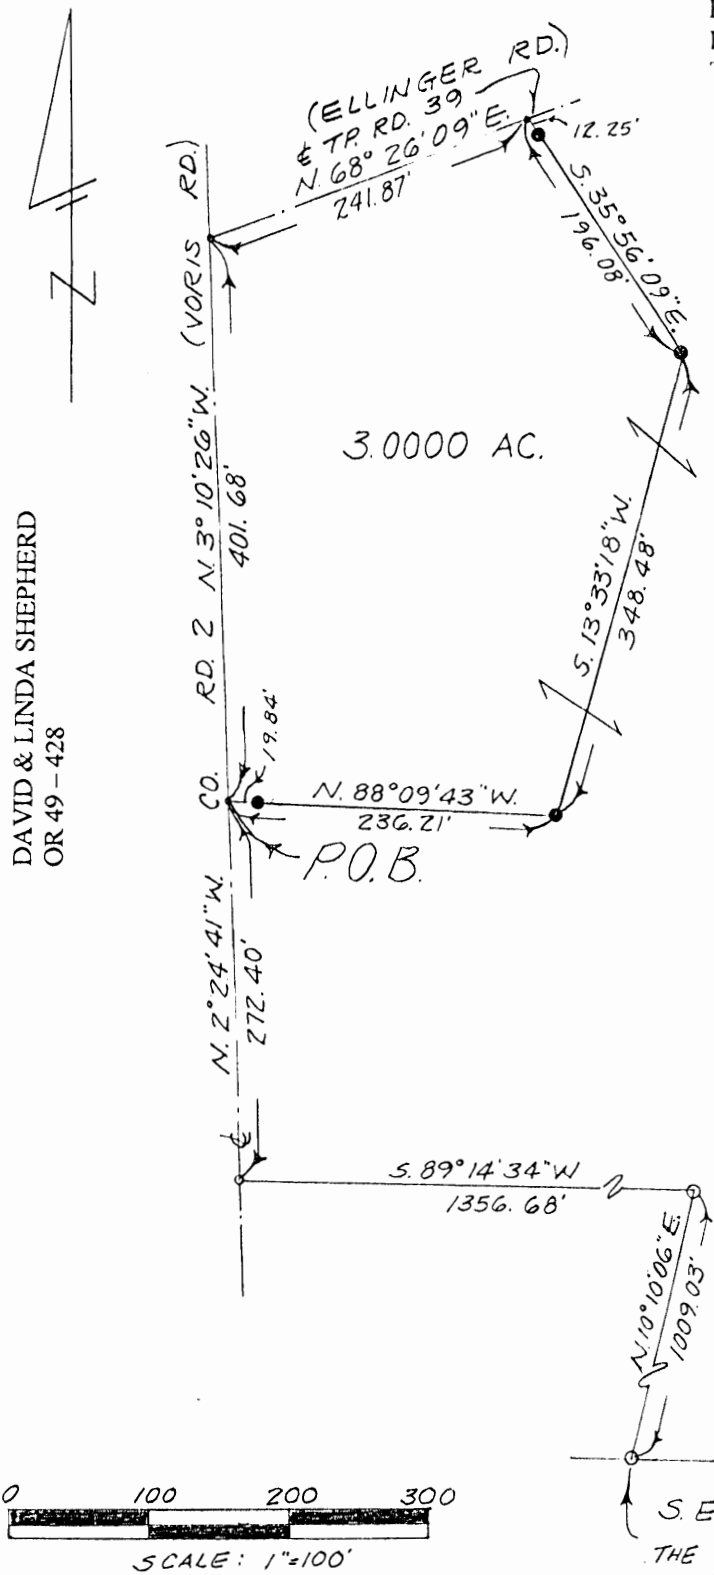 (ELLINGER RD.)
℄ TP. RD. 39
N. 68° 26' 09" E.
241.87'
12.25'
S. 35° 56' 09" E.
196.08'
(VORIS RD.)
N. 3° 10' 26" W.
401.68'
CO. RD. 2
3.0000 AC.
S. 13° 33' 18" W.
348.48'
DAVID & LINDA SHEPHERD
OR 49-428
19.84'
N. 88° 09' 43" W.
236.21'
P.O.B.
N. 2° 24' 41" W.
272.40'
℄
S. 89° 14' 34" W
1356.68'
N. 10° 10' 06" E.
1009.03'
Z
0 100 200 300
SCALE: 1"=100'
S. E
THE